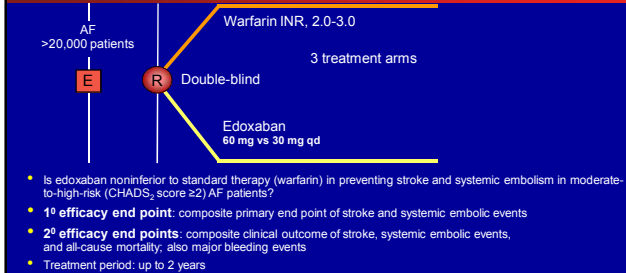 AF
>20,000 patients
E
R
Double-blind
Warfarin INR, 2.0-3.0
3 treatment arms
Edoxaban
60 mg vs 30 mg qd
• Is edoxaban noninferior to standard therapy (warfarin) in preventing stroke and systemic embolism in moderate-
to-high-risk (CHADS₂ score ≥2) AF patients?
• 1⁰ efficacy end point: composite primary end point of stroke and systemic embolic events
• 2⁰ efficacy end points: composite clinical outcome of stroke, systemic embolic events,
and all-cause mortality; also major bleeding events
• Treatment period: up to 2 years